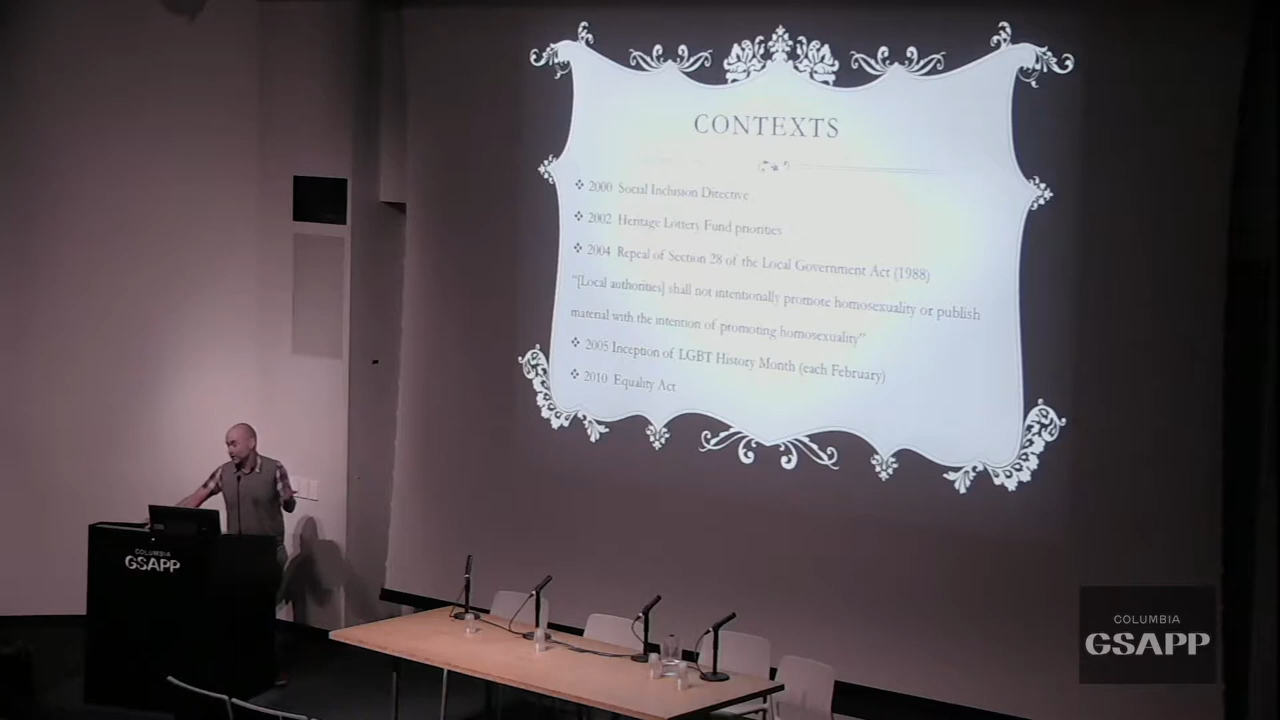 CONTEXTS
❖ 2000 Social Inclusion Directive
❖ 2002 Heritage Lottery Fund priorities
❖ 2004 Repeal of Section 28 of the Local Government Act (1988)
"[Local authorities] shall not intentionally promote homosexuality or publish
material with the intention of promoting homosexuality"
❖ 2005 Inception of LGBT History Month (each February)
❖ 2010 Equality Act
COLUMBIA
GSAPP
COLUMBIA
GSAPP